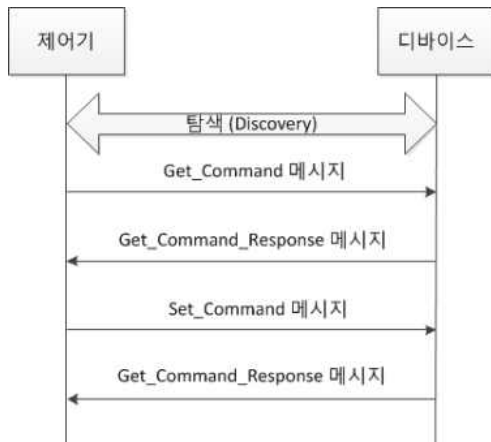 제어기
디바이스
탐색 (Discovery)
Get_Command 메시지
Get_Command_Response 메시지
Set_Command 메시지
Get_Command_Response 메시지